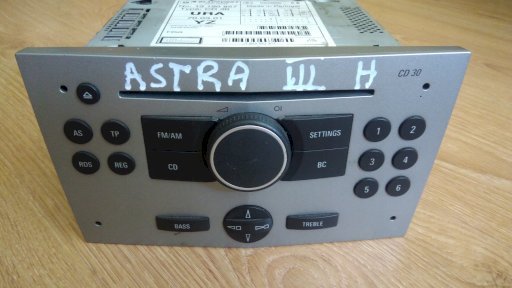 URA
ASTRA III H
CD 30
AS
TP
FM/AM
SETTINGS
1
2
RDS
REG
CD
BC
3
4
5
6
BASS
TREBLE